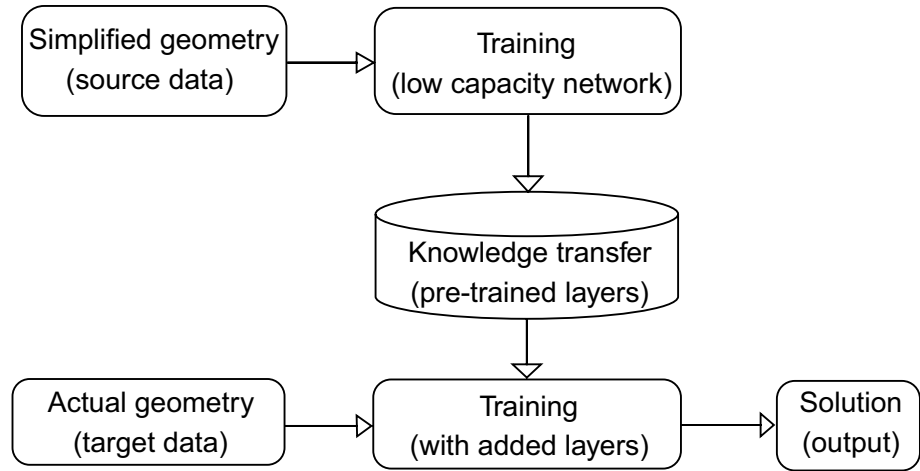 Simplified geometry
(source data)
Training
(low capacity network)
Knowledge transfer
(pre-trained layers)
Actual geometry
(target data)
Training
(with added layers)
Solution
(output)